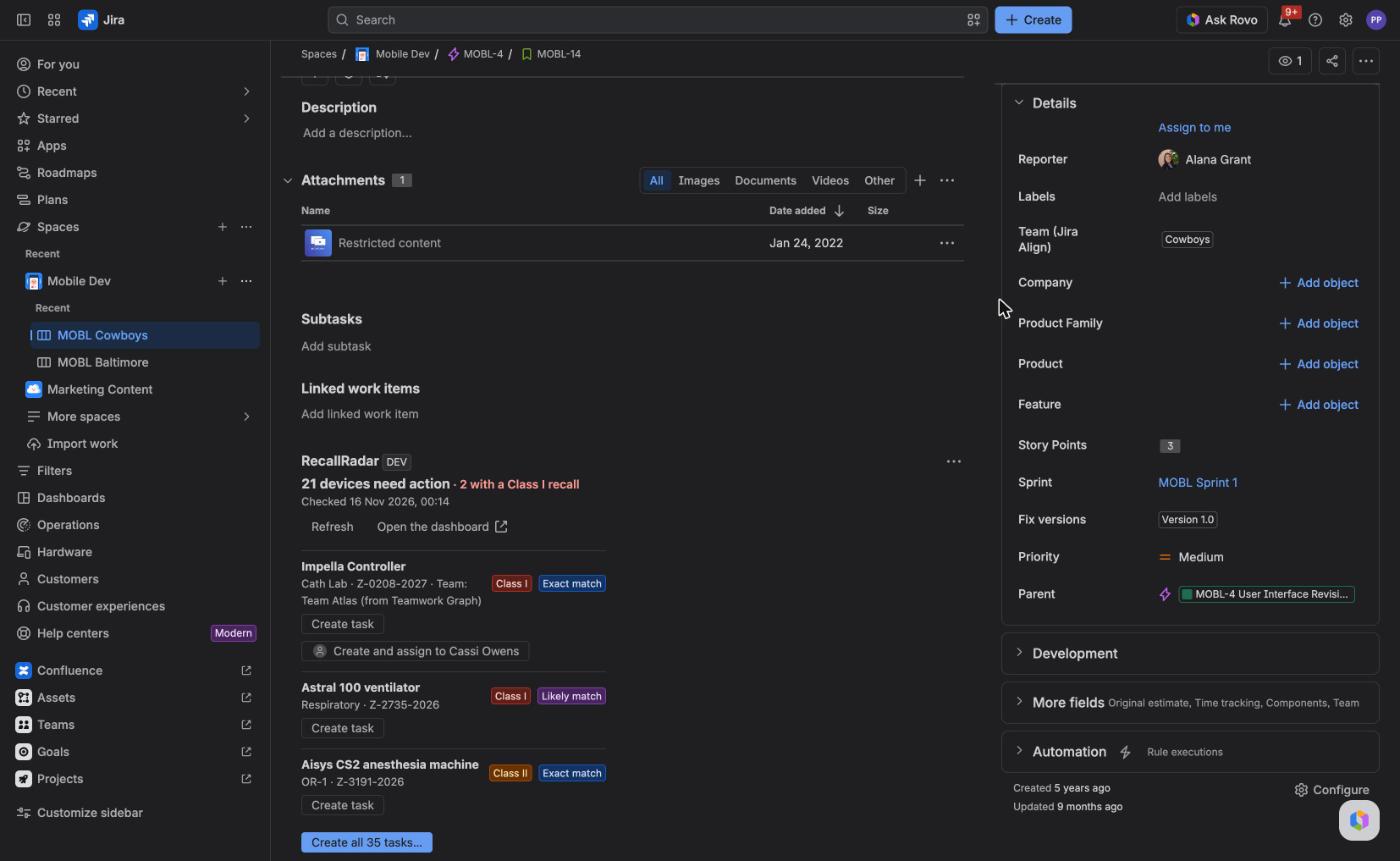 Jira
Search
Create
Ask Rovo
9+
PP
For you
Recent
Starred
Apps
Roadmaps
Plans
Spaces
Recent
Mobile Dev
Recent
MOBL Cowboys
MOBL Baltimore
Marketing Content
More spaces
Import work
Filters
Dashboards
Operations
Hardware
Customers
Customer experiences
Help centers
Modern
Confluence
Assets
Teams
Goals
Projects
Customize sidebar
Spaces / Mobile Dev / MOBL-4 / MOBL-14
1
Description
Add a description...
Attachments 1
All Images Documents Videos Other
Name Date added Size
Restricted content Jan 24, 2022
Subtasks
Add subtask
Linked work items
Add linked work item
RecallRadar DEV
21 devices need action · 2 with a Class I recall
Checked 16 Nov 2026, 00:14
Refresh Open the dashboard
Impella Controller
Cath Lab · Z-0208-2027 · Team:
Team Atlas (from Teamwork Graph)
Class I Exact match
Create task
Create and assign to Cassi Owens
Astral 100 ventilator
Respiratory · Z-2735-2026
Class I Likely match
Create task
Aisys CS2 anesthesia machine
OR-1 · Z-3191-2026
Class II Exact match
Create task
Create all 35 tasks...
Details
Assign to me
Reporter Alana Grant
Labels Add labels
Team (Jira
Align)
Cowboys
Company Add object
Product Family Add object
Product Add object
Feature Add object
Story Points 3
Sprint MOBL Sprint 1
Fix versions Version 1.0
Priority Medium
Parent MOBL-4 User Interface Revisi...
Development
More fields Original estimate, Time tracking, Components, Team
Automation Rule executions
Created 5 years ago
Updated 9 months ago
Configure